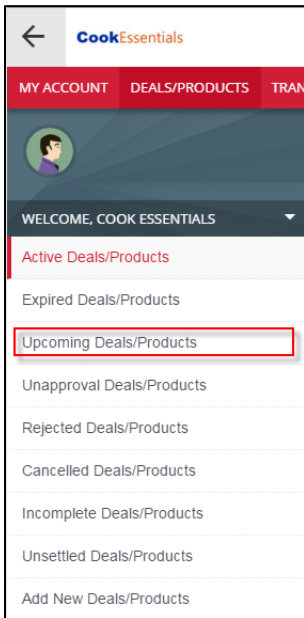 CookEssentials
MY ACCOUNT DEALS/PRODUCTS TRAN
WELCOME, COOK ESSENTIALS
Active Deals/Products
Expired Deals/Products
Upcoming Deals/Products
Unapproval Deals/Products
Rejected Deals/Products
Cancelled Deals/Products
Incomplete Deals/Products
Unsettled Deals/Products
Add New Deals/Products